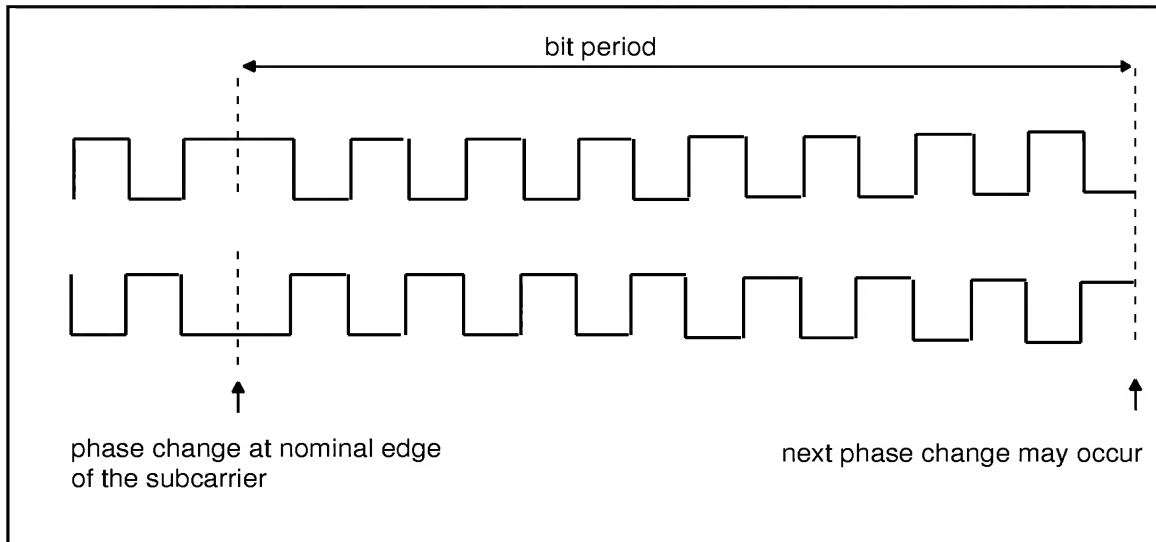 bit period
phase change at nominal edge
of the subcarrier
next phase change may occur